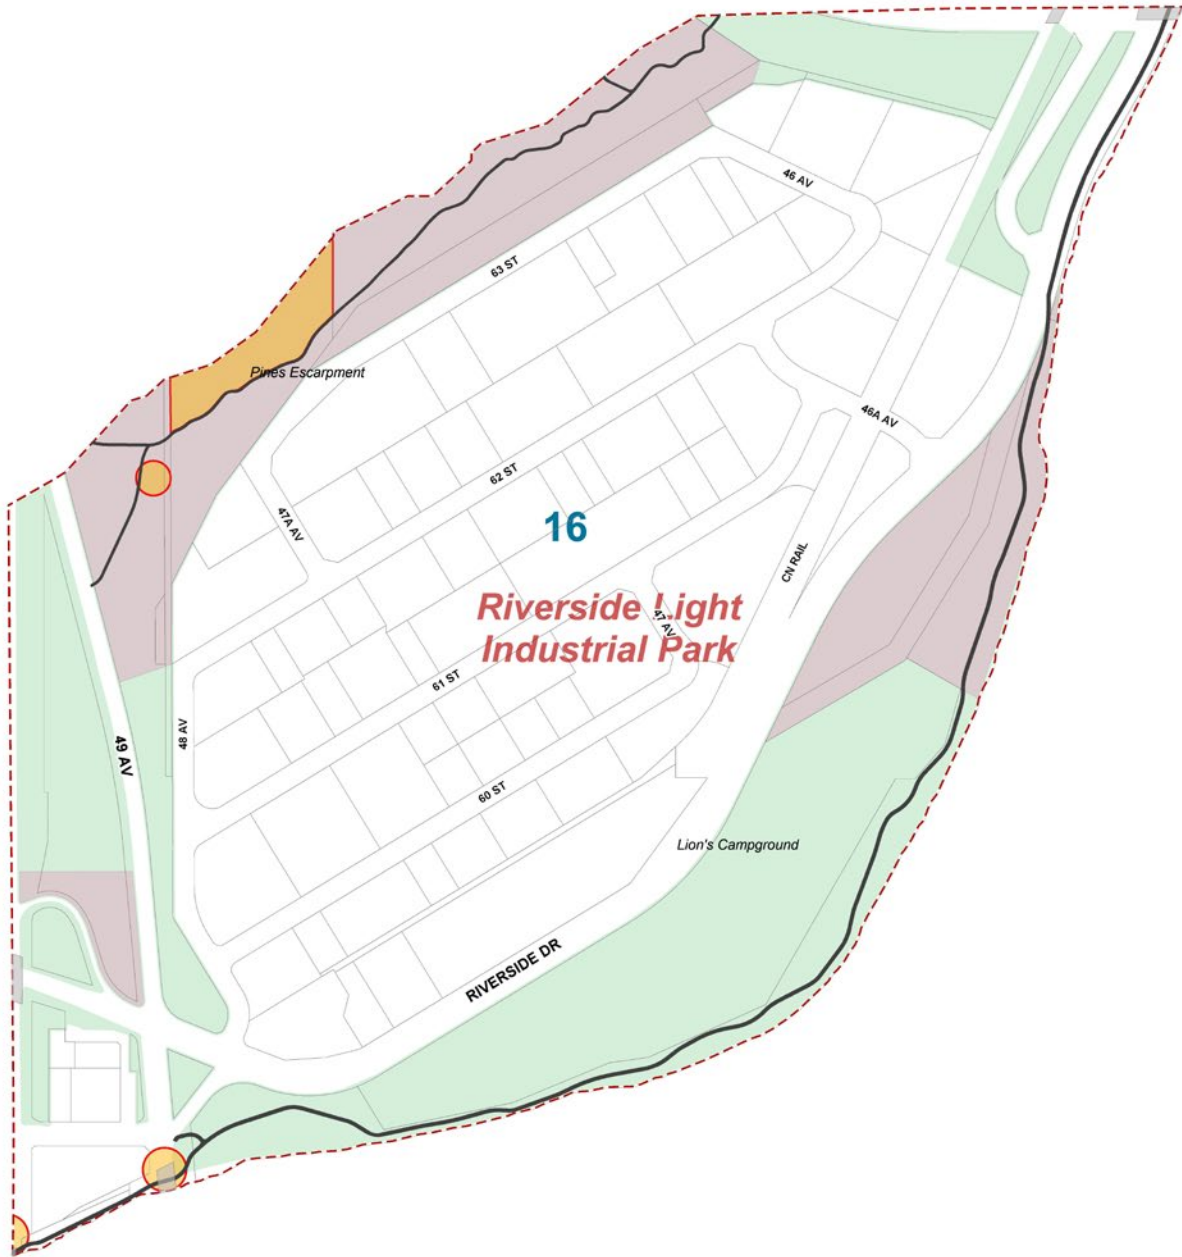 46 AV
63 ST
Pines Escarpment
46A AV
62 ST
47A AV
16
CN RAIL
Riverside Light
Industrial Park
47 AV
61 ST
48 AV
49 AV
60 ST
Lion's Campground
RIVERSIDE DR